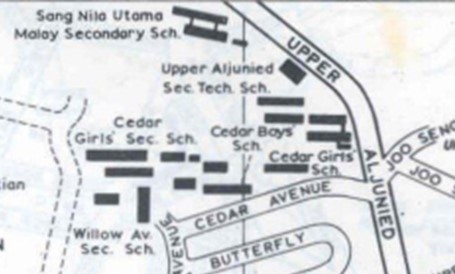 Sang Nila Utama
Malay Secondary Sch.
UPPER
Upper Aljunied
Sec. Tech. Sch.
Cedar
Girls' Sec. Sch.
Cedar Boys'
Sch.
Cedar Girls'
Sch.
ALJUNIED
JOO SENG
JOO
CEDAR AVENUE
Willow Av.
Sec. Sch.
AVENUE
BUTTERFLY